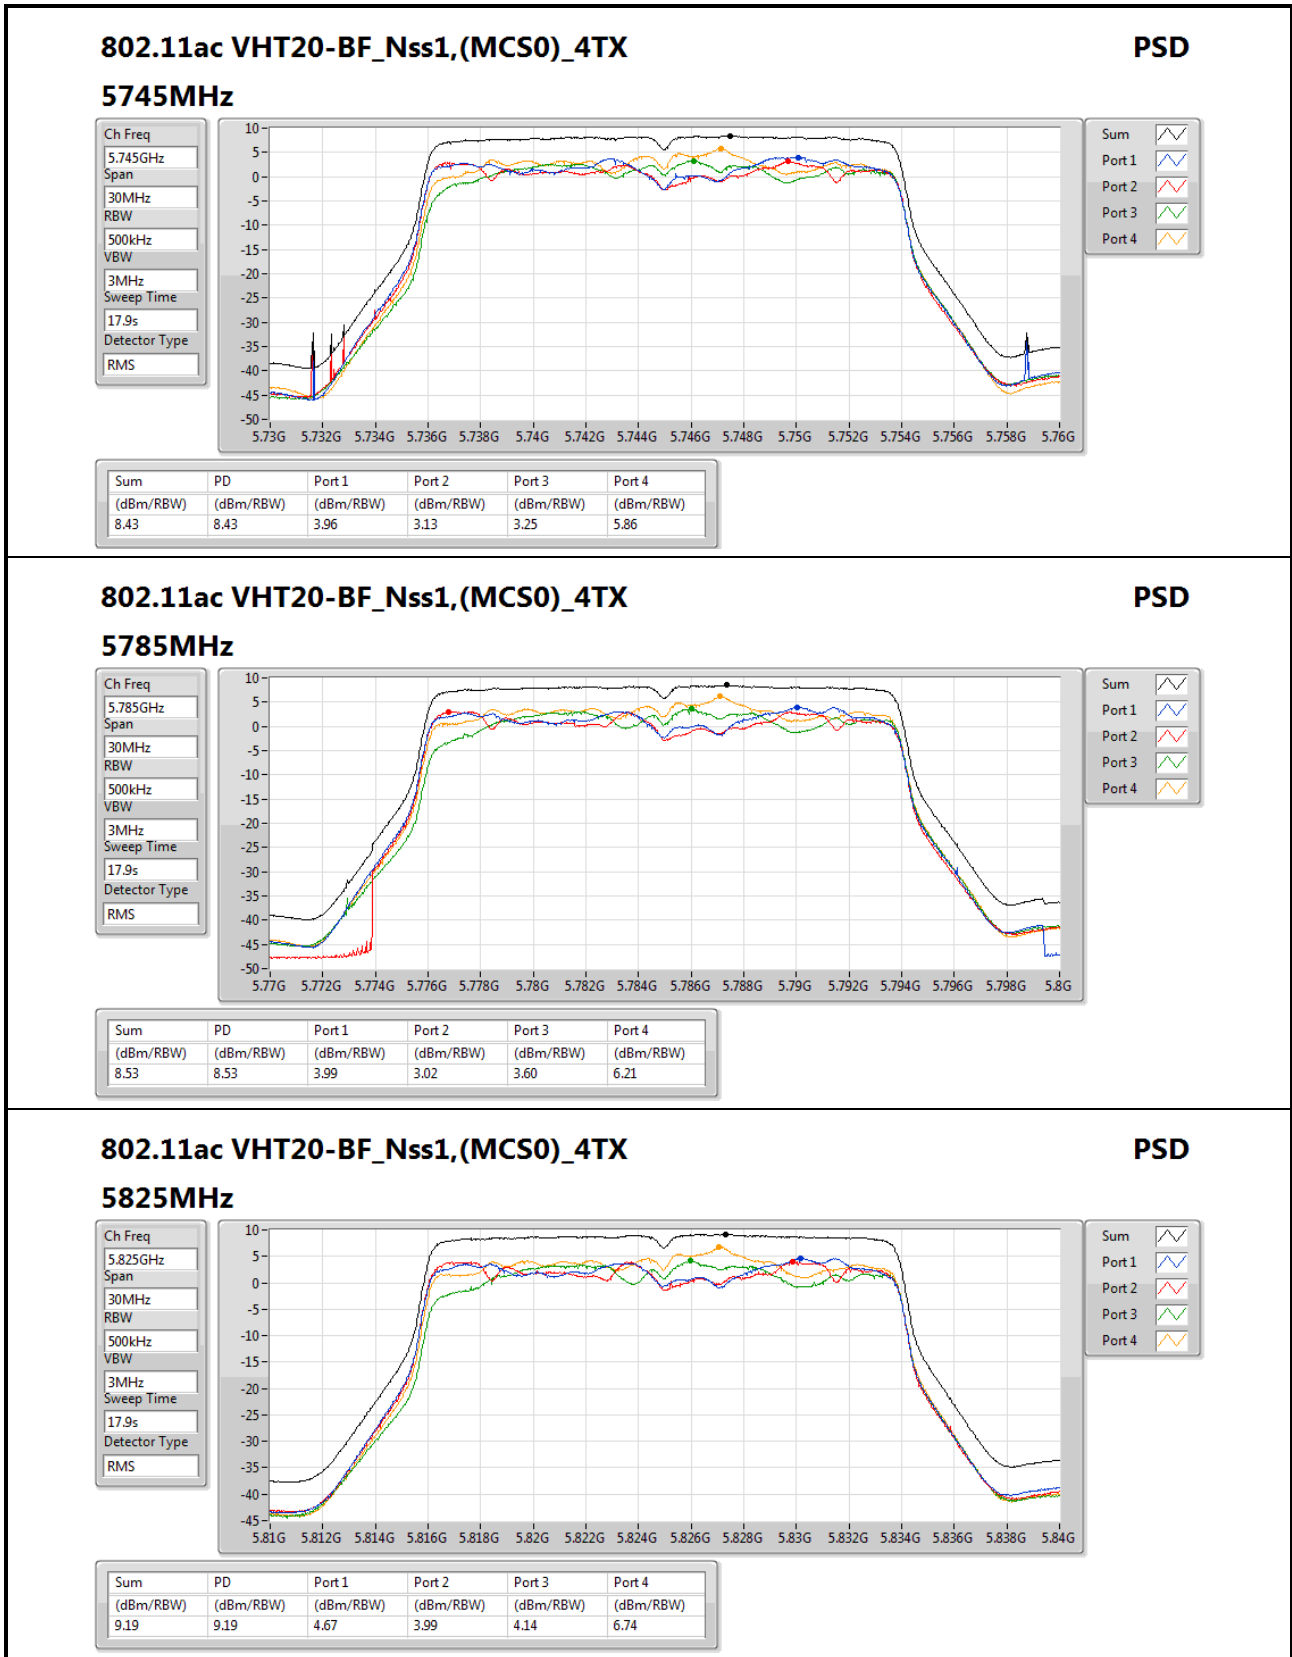 802.11ac VHT20-BF_Nss1,(MCS0)_4TX PSD
5745MHz
Ch Freq
5.745GHz
Span
30MHz
RBW
500kHz
VBW
3MHz
Sweep Time
17.9s
Detector Type
RMS
10
5
0
-5
-10
-15
-20
-25
-30
-35
-40
-45
-50
5.73G 5.732G 5.734G 5.736G 5.738G 5.74G 5.742G 5.744G 5.746G 5.748G 5.75G 5.752G 5.754G 5.756G 5.758G 5.76G
Sum
Port 1
Port 2
Port 3
Port 4
Sum PD Port 1 Port 2 Port 3 Port 4
(dBm/RBW) (dBm/RBW) (dBm/RBW) (dBm/RBW) (dBm/RBW) (dBm/RBW)
8.43 8.43 3.96 3.13 3.25 5.86
802.11ac VHT20-BF_Nss1,(MCS0)_4TX PSD
5785MHz
Ch Freq
5.785GHz
Span
30MHz
RBW
500kHz
VBW
3MHz
Sweep Time
17.9s
Detector Type
RMS
10
5
0
-5
-10
-15
-20
-25
-30
-35
-40
-45
-50
5.77G 5.772G 5.774G 5.776G 5.778G 5.78G 5.782G 5.784G 5.786G 5.788G 5.79G 5.792G 5.794G 5.796G 5.798G 5.8G
Sum
Port 1
Port 2
Port 3
Port 4
Sum PD Port 1 Port 2 Port 3 Port 4
(dBm/RBW) (dBm/RBW) (dBm/RBW) (dBm/RBW) (dBm/RBW) (dBm/RBW)
8.53 8.53 3.99 3.02 3.60 6.21
802.11ac VHT20-BF_Nss1,(MCS0)_4TX PSD
5825MHz
Ch Freq
5.825GHz
Span
30MHz
RBW
500kHz
VBW
3MHz
Sweep Time
17.9s
Detector Type
RMS
10
5
0
-5
-10
-15
-20
-25
-30
-35
-40
-45
5.81G 5.812G 5.814G 5.816G 5.818G 5.82G 5.822G 5.824G 5.826G 5.828G 5.83G 5.832G 5.834G 5.836G 5.838G 5.84G
Sum
Port 1
Port 2
Port 3
Port 4
Sum PD Port 1 Port 2 Port 3 Port 4
(dBm/RBW) (dBm/RBW) (dBm/RBW) (dBm/RBW) (dBm/RBW) (dBm/RBW)
9.19 9.19 4.67 3.99 4.14 6.74